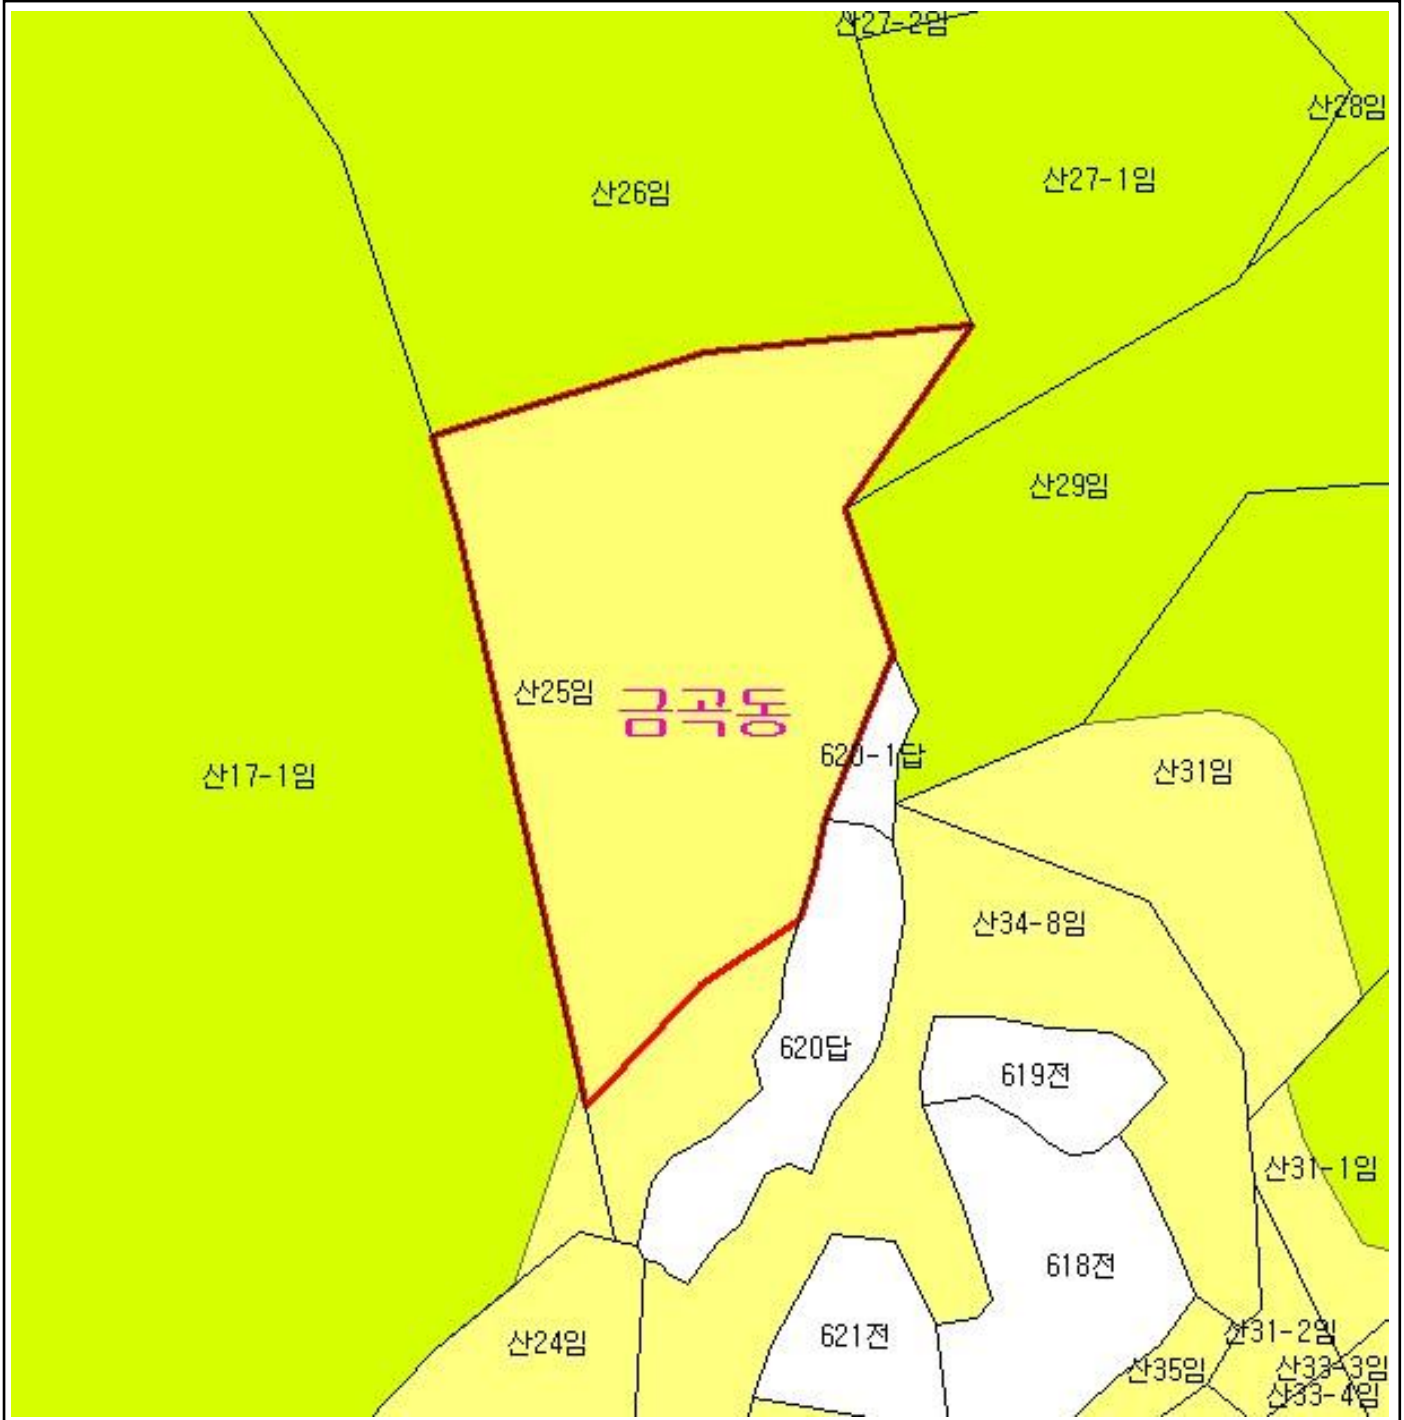 산27-2임
산28임
산27-1임
산26임
산29임
산25임
금곡동
620-1답
산31임
산17-1임
산34-8임
620답
619전
산31-1임
618전
산31-2임
621전
산24임
산35임
산33-3임
산33-4임